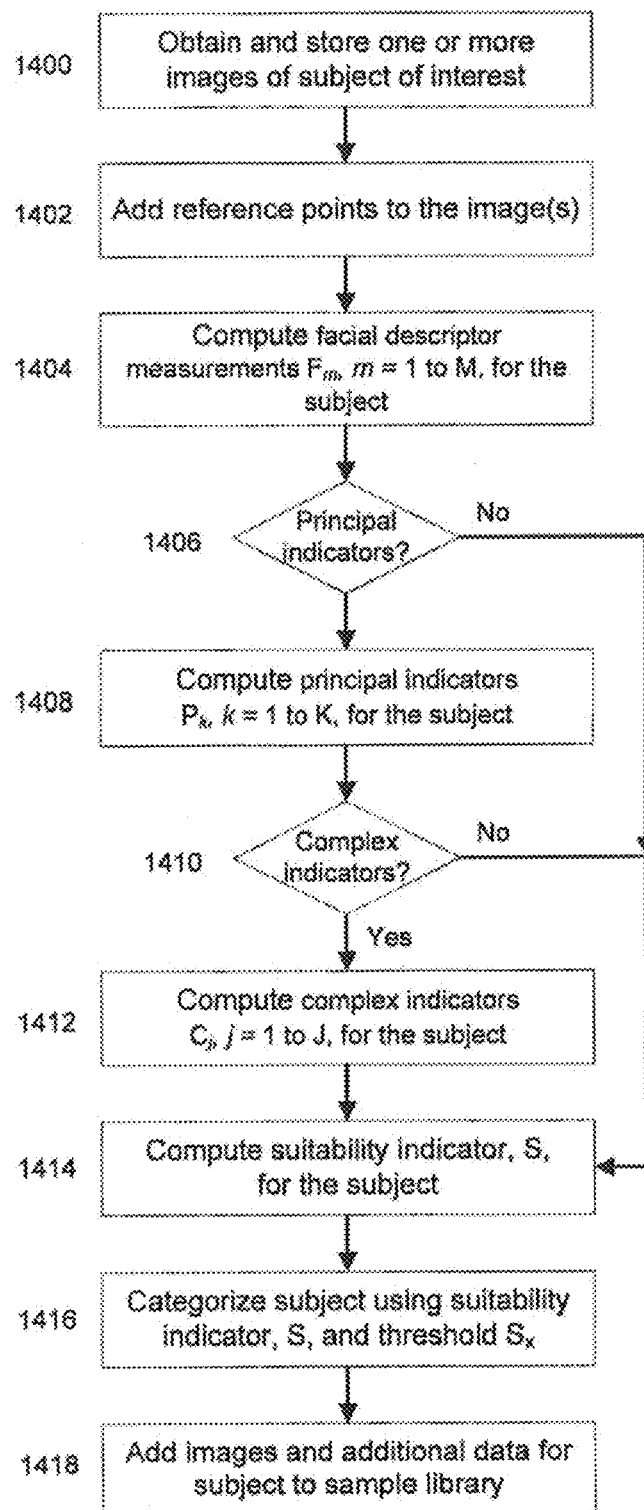 1400
Obtain and store one or more
images of subject of interest
1402
Add reference points to the image(s)
1404
Compute facial descriptor
measurements Fm, m = 1 to M, for the
subject
1406
Principal
indicators?
No
1408
Compute principal indicators
Pk, k = 1 to K, for the subject
1410
Complex
indicators?
No
Yes
1412
Compute complex indicators
Cj, j = 1 to J, for the subject
1414
Compute suitability indicator, S,
for the subject
1416
Categorize subject using suitability
indicator, S, and threshold Sx
1418
Add images and additional data for
subject to sample library